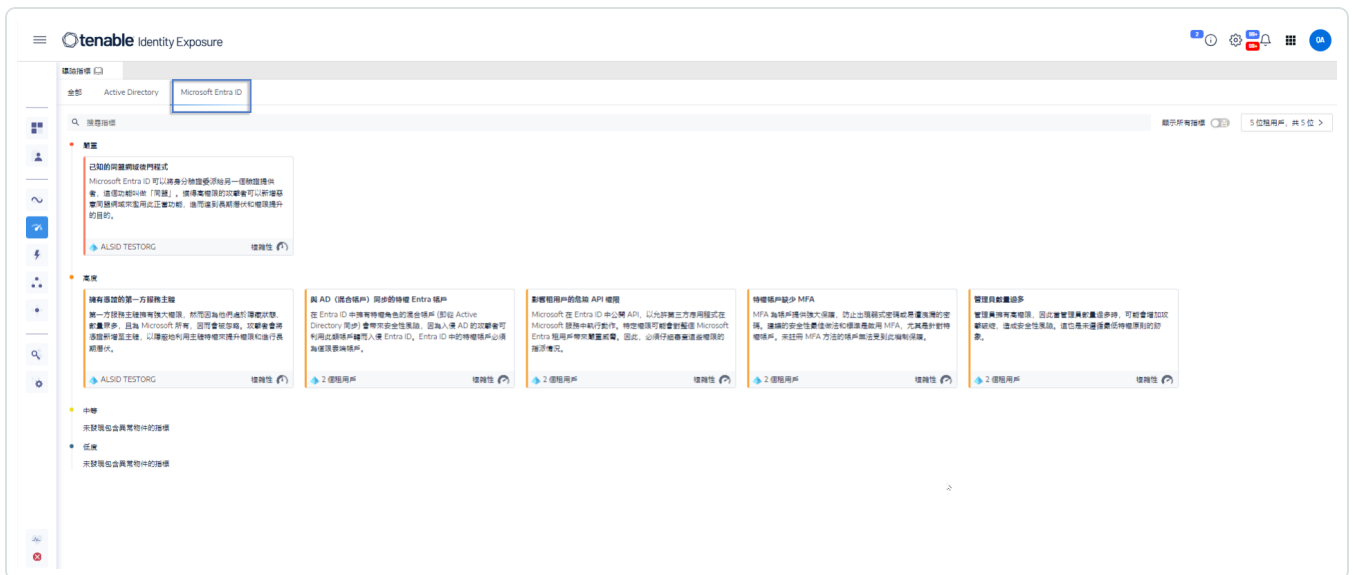 tenable Identity Exposure
2
99+
99+
OA
曝險指標
全部
Active Directory
Microsoft Entra ID
搜尋指標
顯示所有指標
否
5 位租用戶，共 5 位 >
嚴重
已知的同盟網域後門程式
Microsoft Entra ID 可以將身分驗證委派給另一個驗證提供
者，這個功能叫做「同盟」。獲得高權限的攻擊者可以新增惡
意同盟網域來濫用此正當功能，進而達到長期潛伏和權限提升
的目的。
ALSID TESTORG
複雜性
高度
擁有憑證的第一方服務主體
第一方服務主體擁有強大權限，然而因為他們處於隱藏狀態、
數量眾多，且為 Microsoft 所有，因而會被忽略。攻擊者會將
憑證新增至主體，以隱密地利用主體特權來提升權限和進行長
期潛伏。
ALSID TESTORG
複雜性
與 AD（混合帳戶）同步的特權 Entra 帳戶
在 Entra ID 中擁有特權角色的混合帳戶 (即從 Active
Directory 同步) 會帶來安全性風險，因為入侵 AD 的攻擊者可
利用此類帳戶轉而入侵 Entra ID。Entra ID 中的特權帳戶必須
為僅限雲端帳戶。
2 個租用戶
複雜性
影響租用戶的危險 API 權限
Microsoft 在 Entra ID 中公開 API，以允許第三方應用程式在
Microsoft 服務中執行動作。特定權限可能會對整個 Microsoft
Entra 租用戶帶來嚴重威脅。因此，必須仔細審查這些權限的
指派情況。
2 個租用戶
複雜性
特權帳戶缺少 MFA
MFA 為帳戶提供強大保護，防止出現弱式密碼或易遭洩漏的密
碼。建議的安全性最佳做法和標準是啟用 MFA，尤其是針對特
權帳戶。未註冊 MFA 方法的帳戶無法受到此機制保護。
2 個租用戶
複雜性
管理員數量過多
管理員擁有高權限，因此當管理員數量過多時，可能會增加攻
擊破綻，造成安全性風險。這也是未遵循最低特權原則的跡
象。
2 個租用戶
複雜性
中等
未發現包含異常物件的指標
低度
未發現包含異常物件的指標